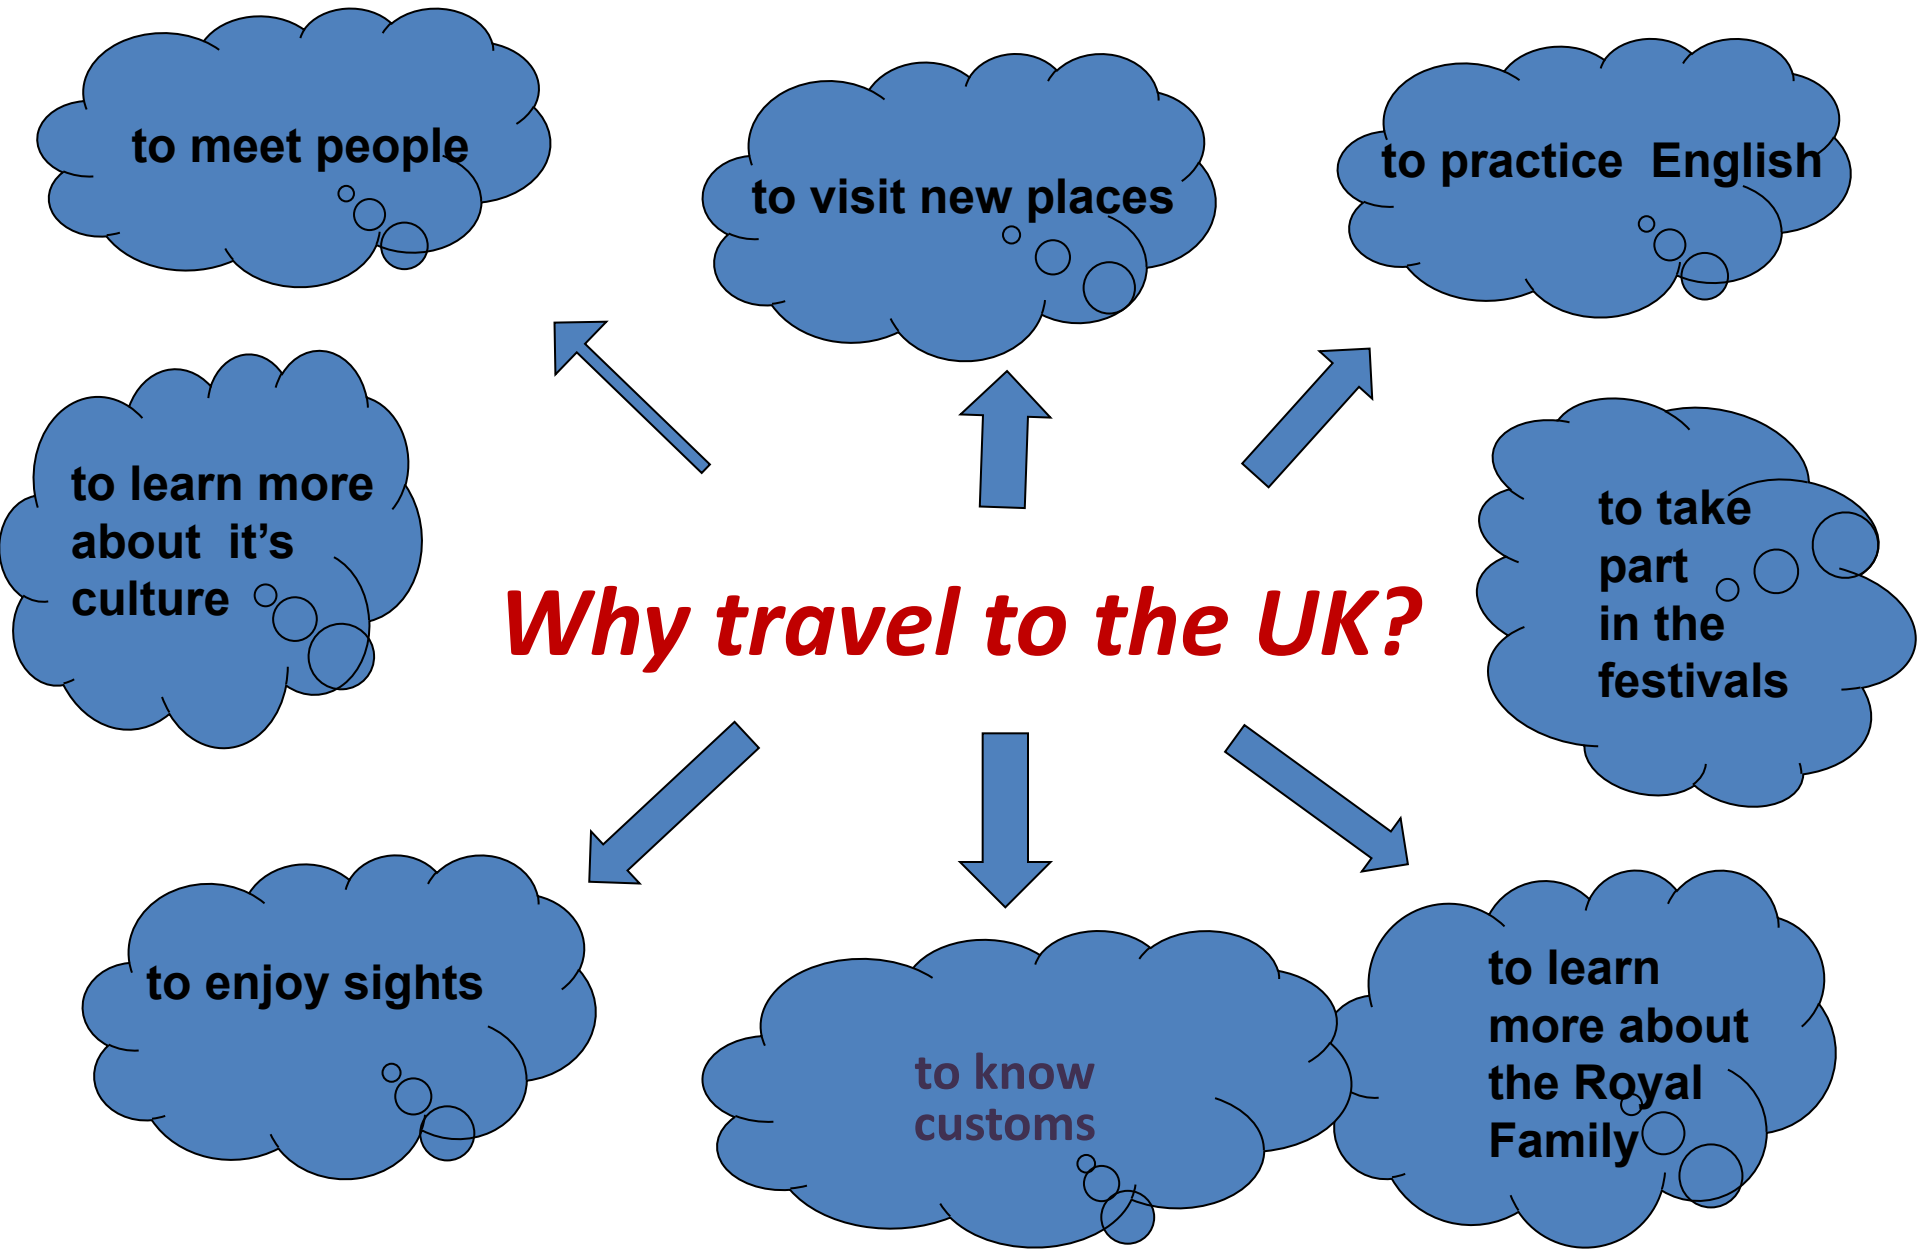 to meet people
to visit new places
to practice  English
to learn more
about  it’s
culture
to take
part
in the
festivals
Why travel to the UK?
to enjoy sights
to know
customs
to learn
more about
the Royal
Family